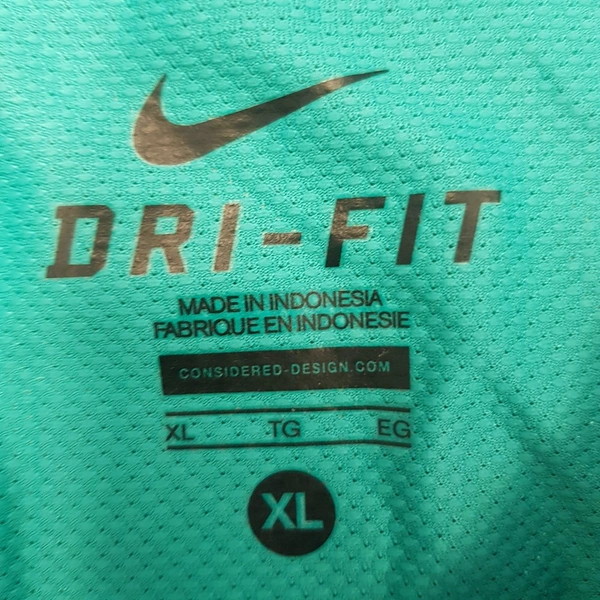 DRI-FIT
MADE IN INDONESIA
FABRIQUE EN INDONESIE
CONSIDERED-DESIGN.COM
XL TG EG
XL